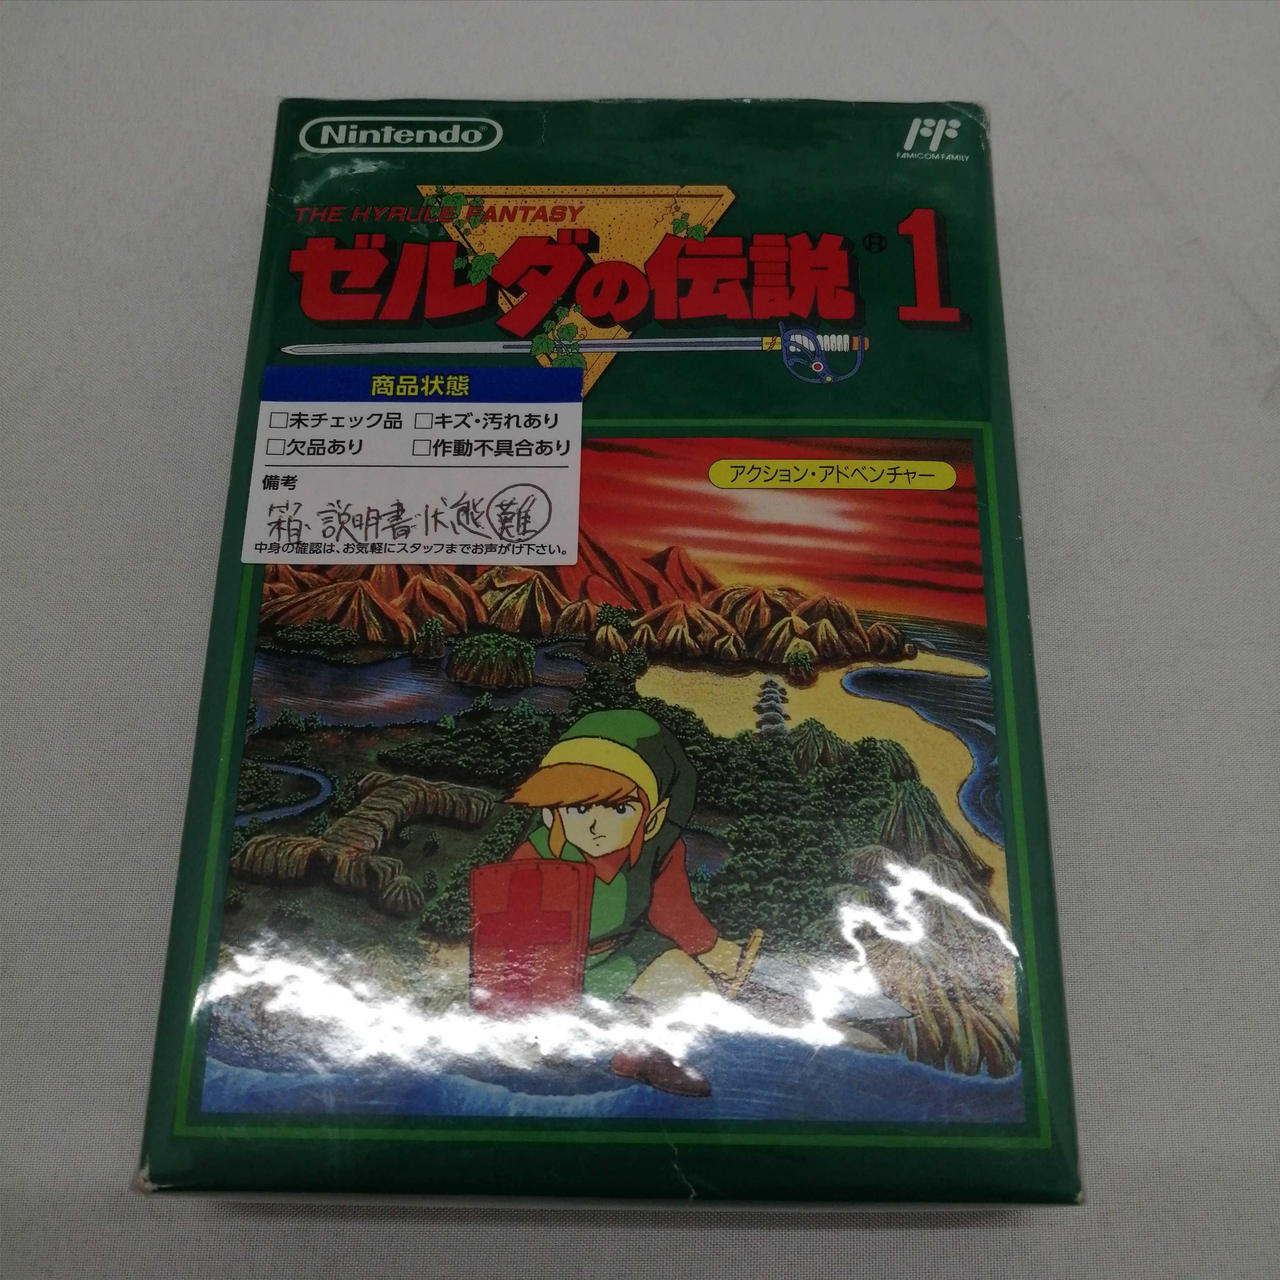 Nintendo®
FAMICOM FAMILY
THE HYRULE FANTASY
ゼルダの伝説® 1
商品状態
□未チェック品 □キズ・汚れあり
□欠品あり □作動不具合あり
備考
箱・説明書状態難
中身の確認は、お気軽にスタッフまでお声がけ下さい。
アクション・アドベンチャー